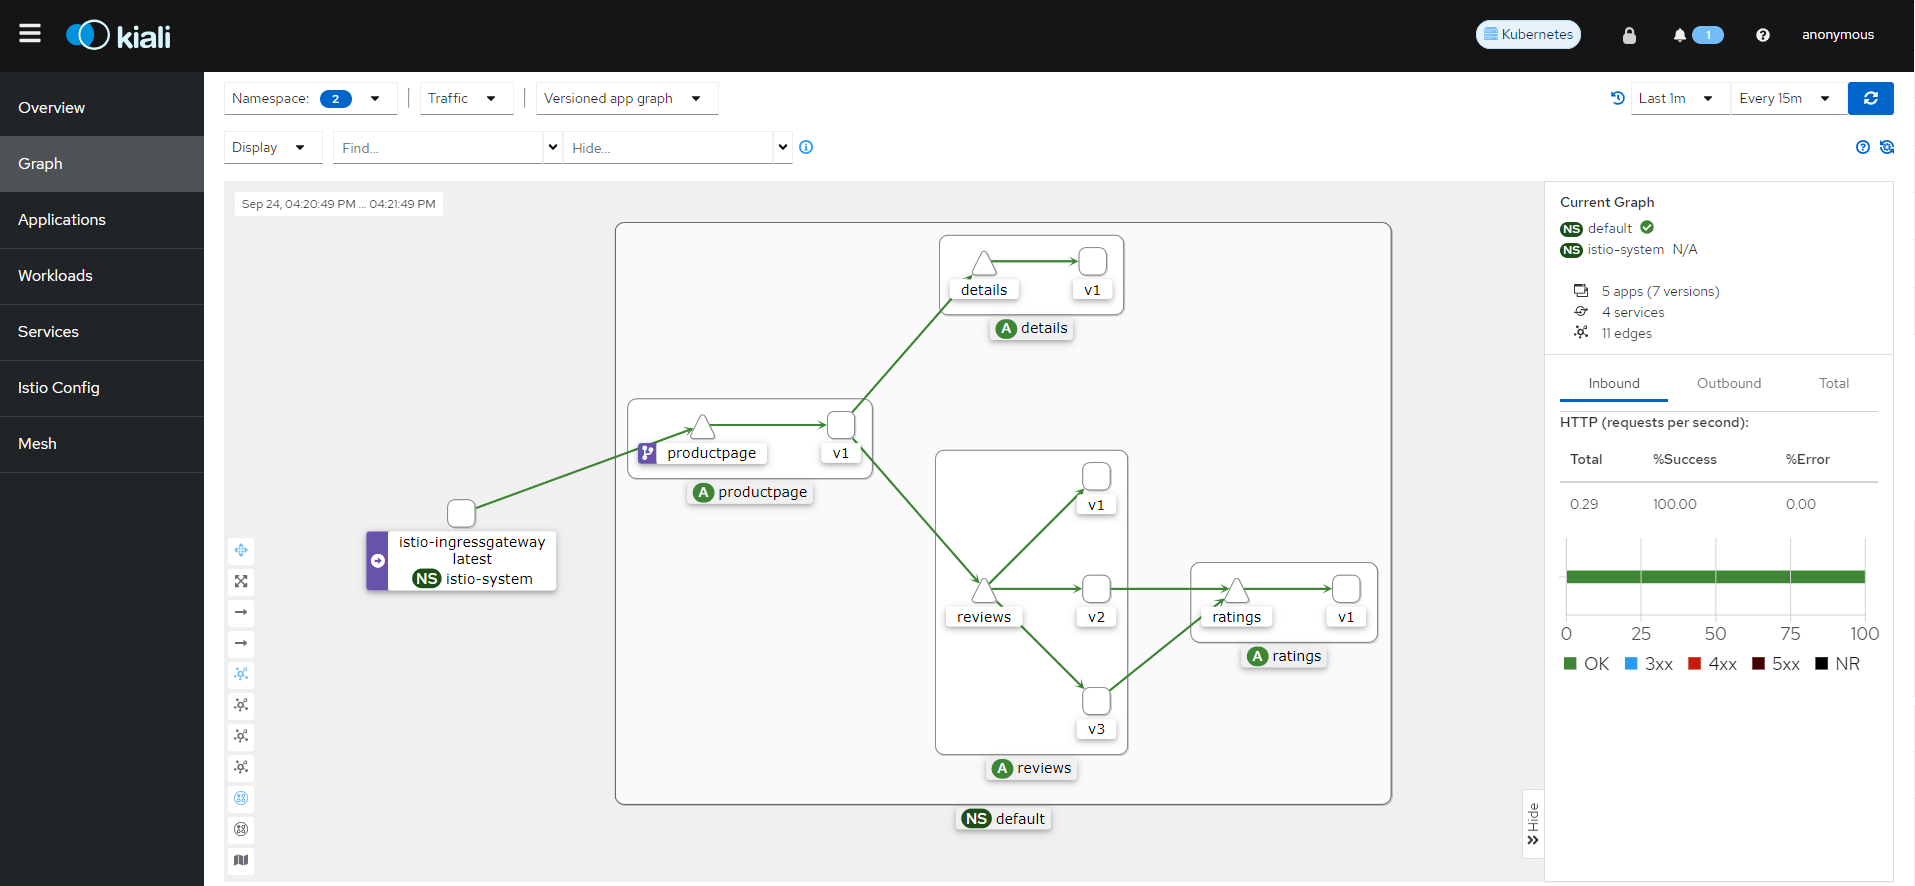 kiali
Kubernetes
1
anonymous
Overview
Graph
Applications
Workloads
Services
Istio Config
Mesh
Namespace: 2
Traffic
Versioned app graph
Last 1m
Every 15m
Display
Find...
Hide...
Sep 24, 04:20:49 PM ... 04:21:49 PM
details
v1
A details
productpage
v1
A productpage
istio-ingressgateway
latest
NS istio-system
v1
reviews
v2
v3
A reviews
ratings
v1
A ratings
NS default
Hide
Current Graph
NS default
NS istio-system N/A
5 apps (7 versions)
4 services
11 edges
Inbound
Outbound
Total
HTTP (requests per second):
Total %Success %Error
0.29 100.00 0.00
0 25 50 75 100
OK 3xx 4xx 5xx NR